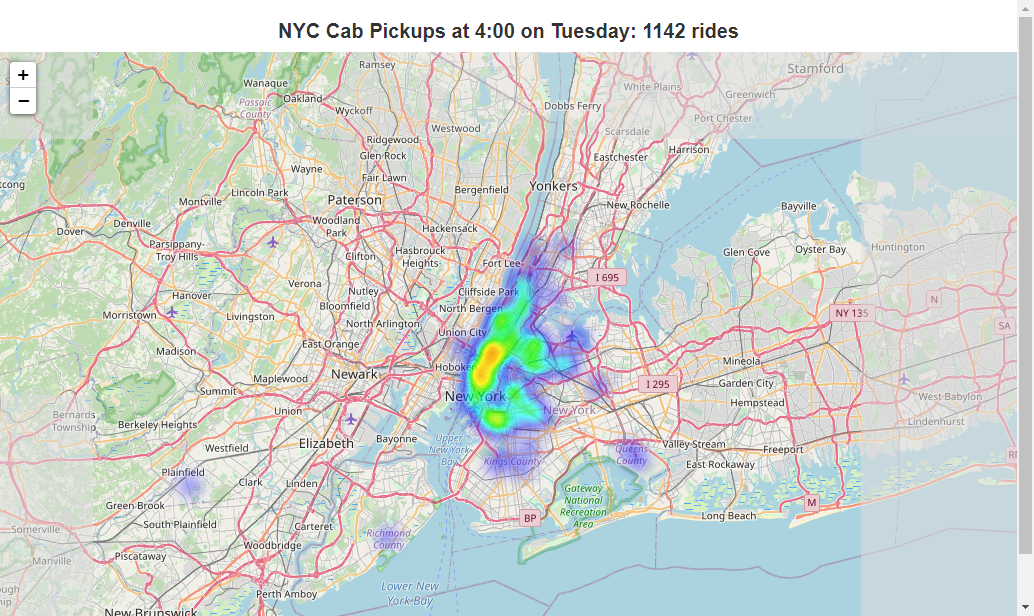 NYC Cab Pickups at 4:00 on Tuesday: 1142 rides
+
−
Ramsey
Stamford
Wanaque
White Plains
Oakland
Greenwich
Passaic
County
Wyckoff
Dobbs Ferry
Port Chester
Westwood
Scarsdale
Ridgewood
Harrison
Glen Rock
Eastchester
Wayne
Fair Lawn
Lincoln Park
Bergenfield
Yonkers
Montville
Paterson
New Rochelle
Bayville
Denville
Woodland
Park
Hackensack
Dover
Parsippany-
Troy Hills
Hasbrouck
Heights
Clifton
Glen Cove
Oyster Bay
Huntington
Fort Lee
I 695
Verona
Nutley
Cliffside Park
Hanover
Bloomfield
North Bergen
N
Morristown
Livingston
North Arlington
NY 135
SA
Union City
East Orange
Madison
Mineola
Hoboken
Newark
Maplewood
I 295
Garden City
Summit
New York
West Babylon
Hempstead
Union
New York
Bernards
Township
Berkeley Heights
Lindenhurst
Elizabeth
Bayonne
Upper
New York
Bay
Valley Stream
Freeport
Westfield
Queens
County
Kings County
East Rockaway
Plainfield
Clark
Linden
Gateway
National
Recreation
Area
Green Brook
M
BP
Long Beach
South Plainfield
Carteret
Richmond
County
Somerville
Woodbridge
Piscataway
Manville
Lower New
York Bay
Perth Amboy
New Brunswick